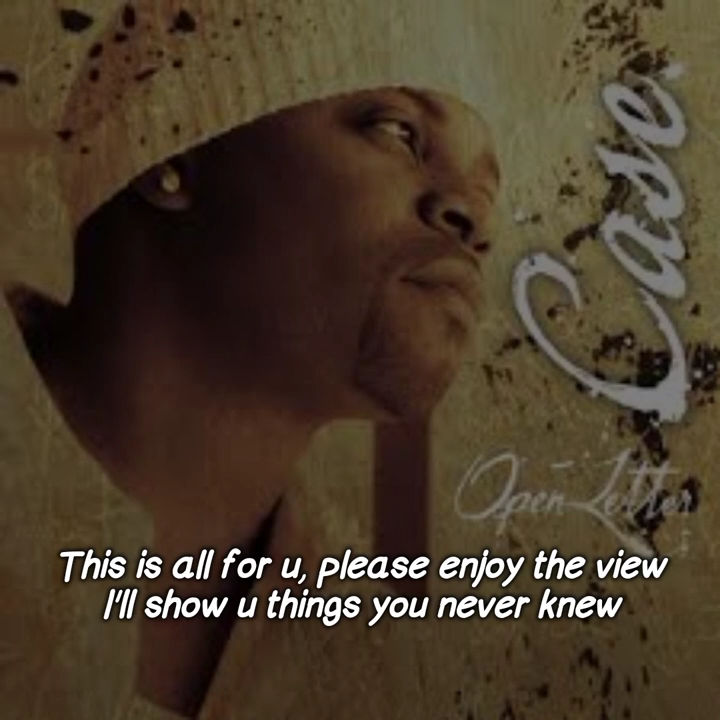 Case
Open Letter
This is all for u, please enjoy the view
I'll show u things you never knew